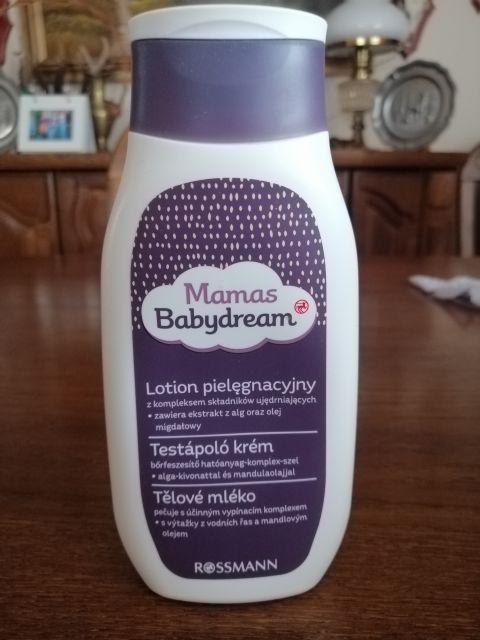 Mamas
Babydream
Lotion pielęgnacyjny
z kompleksem składników ujędrniających
• zawiera ekstrakt z alg oraz olej
migdałowy
Testápoló krém
bőrfeszesítő hatóanyag-komplex-szel
• alga-kivonattal és mandulaolajjal
Tělové mléko
pečuje s účinným vypínacím komplexem
• s výtažky z vodních řas a mandlovým
olejem
ROSSMANN